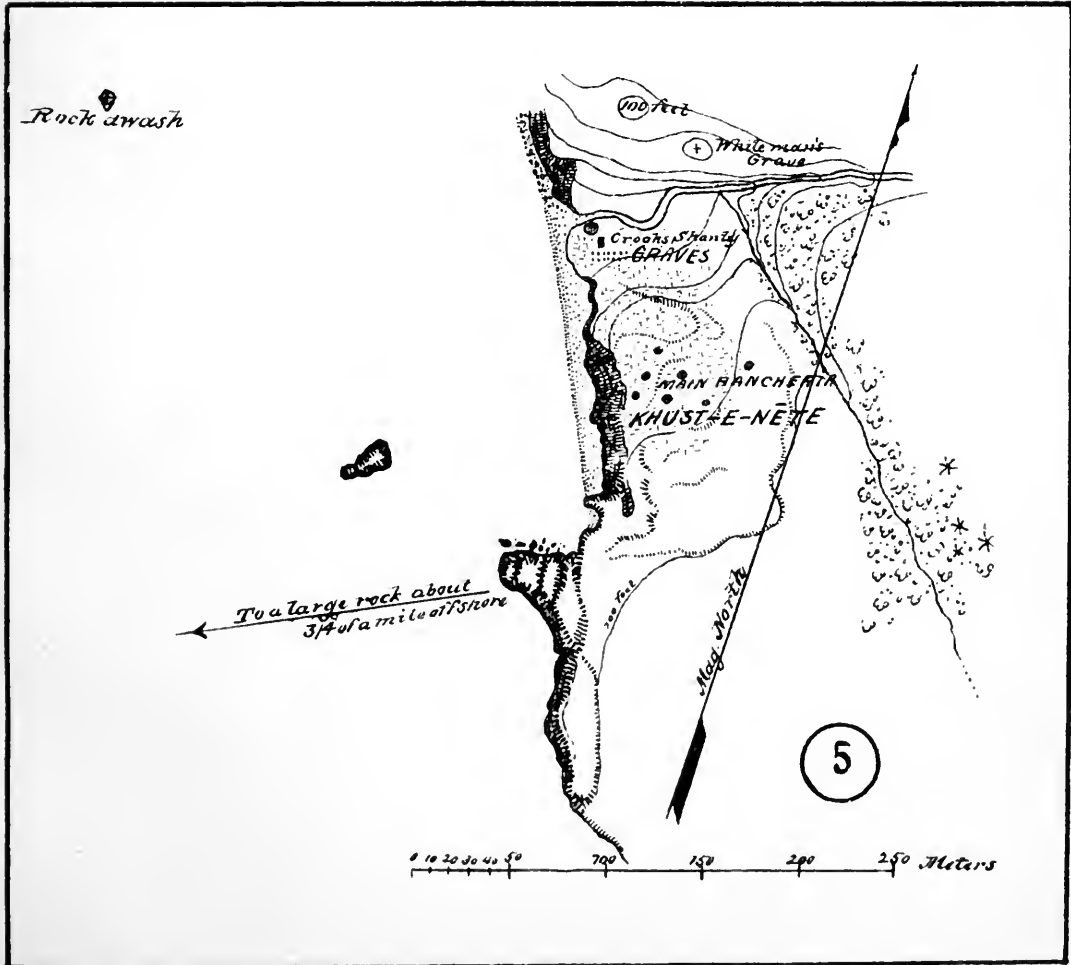 100 feet
Rock awash
White man's
Grave
Crooks Shanty
GRAVES
MAIN RANCHERIA
KHUST-E-NĒTE
To a large rock about
3/4 of a mile offshore
200 feet
Mag. North
5
0 10 20 30 40 50 100 150 200 250 Meters